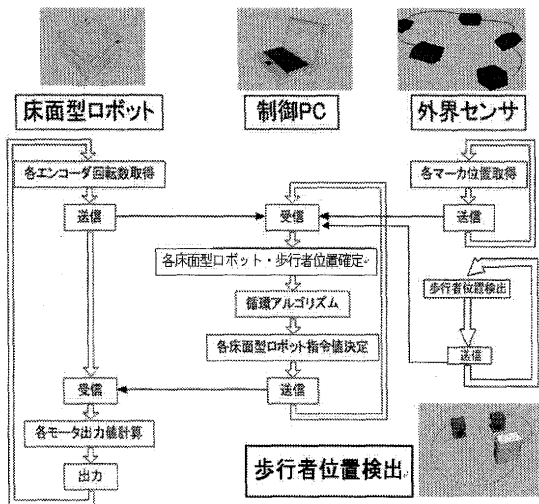 床面型ロボット
制御PC
外界センサ
各エンコーダ回転数取得
送信
受信
各マーカ位置取得
送信
各床面型ロボット・歩行者位置確定
循環アルゴリズム
各床面型ロボット指令値決定
送信
歩行者位置検出
送信
受信
各モータ出力値計算
出力
歩行者位置検出